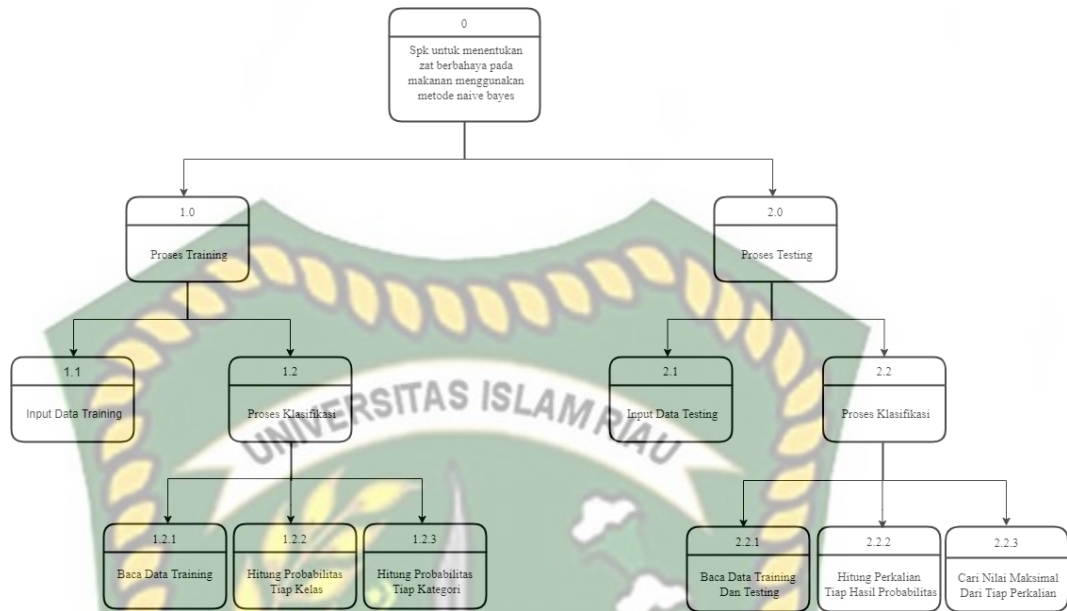 0
Spk untuk menentukan
zat berbahaya pada
makanan menggunakan
metode naive bayes
1.0
Proses Training
2.0
Proses Testing
1.1
Input Data Training
1.2
Proses Klasifikasi
2.1
Input Data Testing
2.2
Proses Klasifikasi
UNIVERSITAS ISLAM RIAU
1.2.1
Baca Data Training
1.2.2
Hitung Probabilitas
Tiap Kelas
1.2.3
Hitung Probabilitas
Tiap Kategori
2.2.1
Baca Data Training
Dan Testing
2.2.2
Hitung Perkalian
Tiap Hasil Probabilitas
2.2.3
Cari Nilai Maksimal
Dari Tiap Perkalian